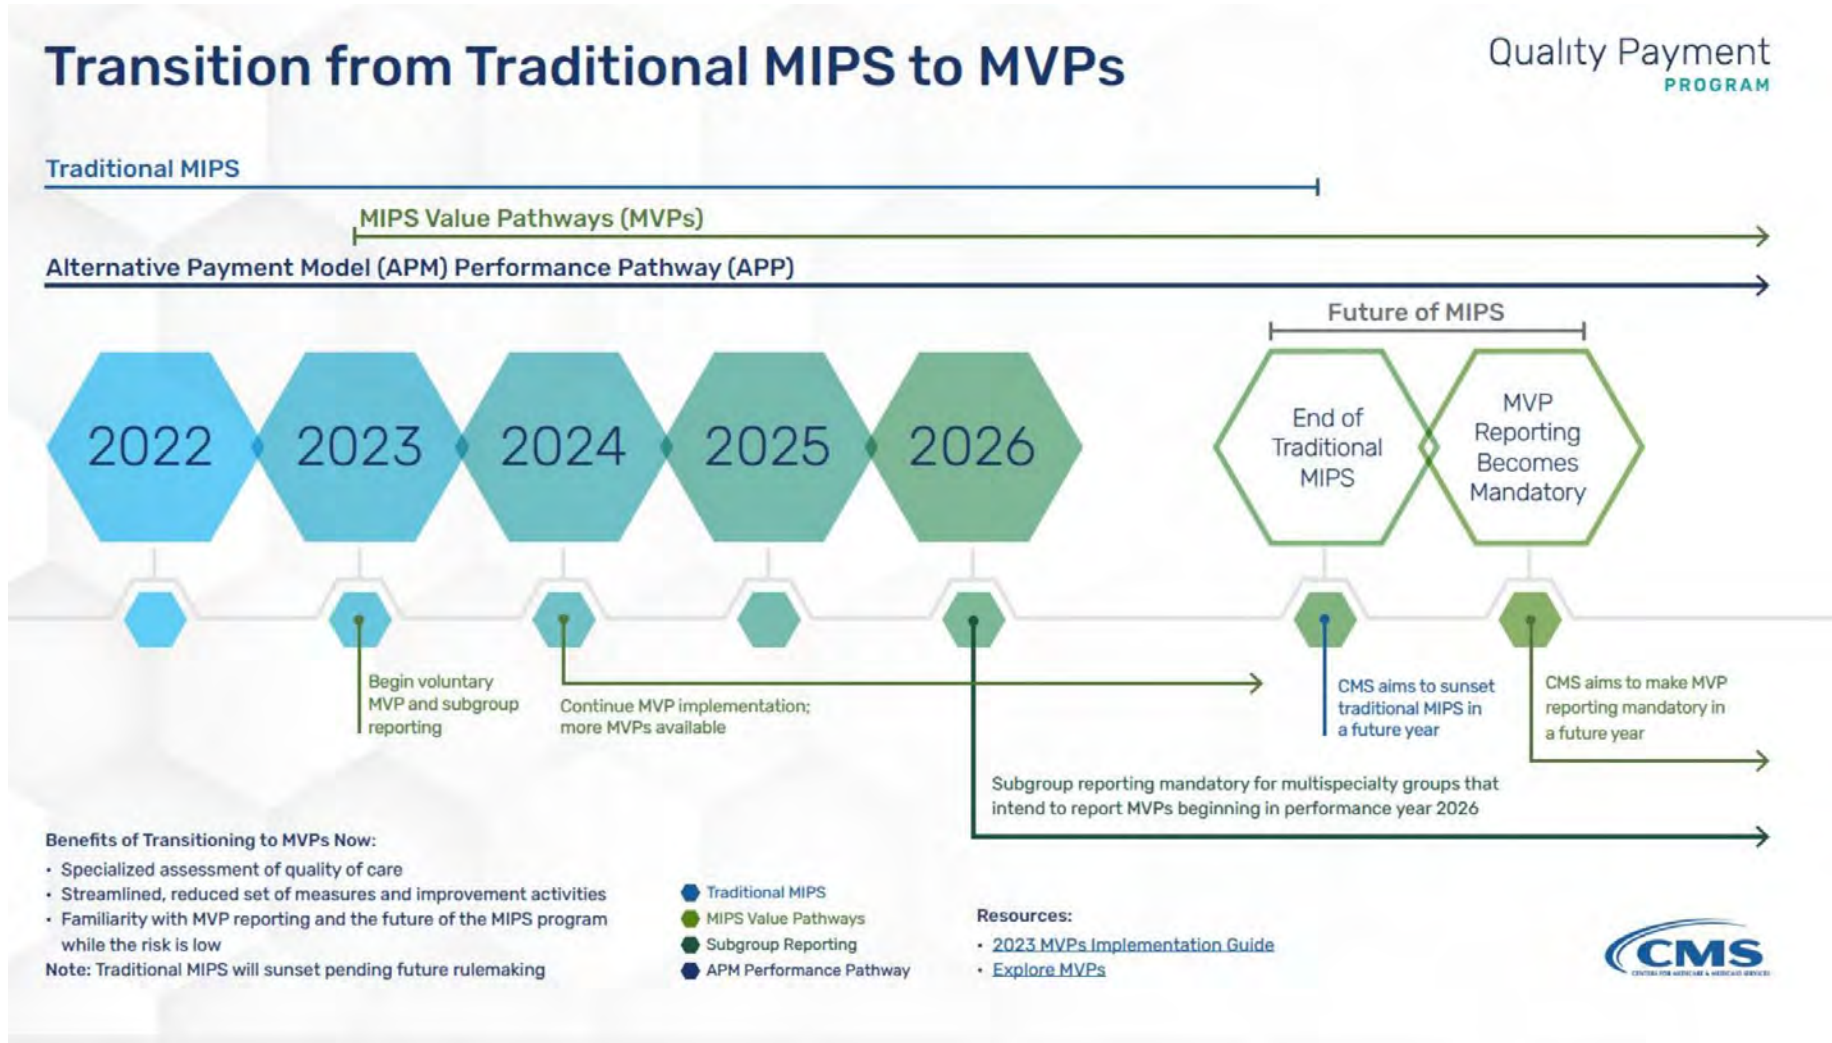 Transition from Traditional MIPS to MVPs
Quality Payment
PROGRAM
Traditional MIPS
MIPS Value Pathways (MVPs)
Alternative Payment Model (APM) Performance Pathway (APP)
Future of MIPS
2022
2023
2024
2025
2026
End of
Traditional
MIPS
MVP
Reporting
Becomes
Mandatory
Begin voluntary
MVP and subgroup
reporting
Continue MVP implementation;
more MVPs available
CMS aims to sunset
traditional MIPS in
a future year
CMS aims to make MVP
reporting mandatory in
a future year
Subgroup reporting mandatory for multispecialty groups that
intend to report MVPs beginning in performance year 2026
Benefits of Transitioning to MVPs Now:
• Specialized assessment of quality of care
• Streamlined, reduced set of measures and improvement activities
• Familiarity with MVP reporting and the future of the MIPS program
while the risk is low
Note: Traditional MIPS will sunset pending future rulemaking
Traditional MIPS
MIPS Value Pathways
Subgroup Reporting
APM Performance Pathway
Resources:
• 2023 MVPs Implementation Guide
• Explore MVPs
CMS
CENTERS FOR MEDICARE & MEDICAID SERVICES